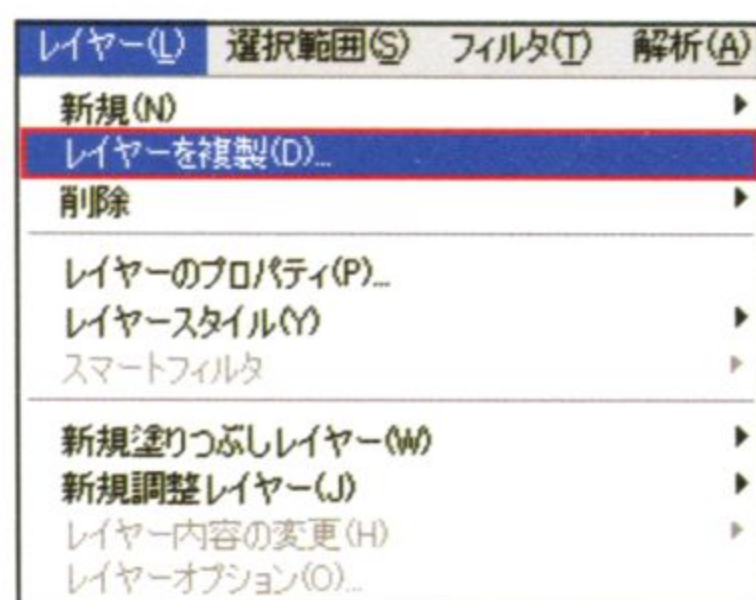 レイヤー(L) 選択範囲(S) フィルタ(T) 解析(A)
新規(N)
レイヤーを複製(D)...
削除
レイヤーのプロパティ(P)...
レイヤースタイル(Y)
スマートフィルタ
新規塗りつぶしレイヤー(W)
新規調整レイヤー(J)
レイヤー内容の変更(H)
レイヤーオプション(O)...